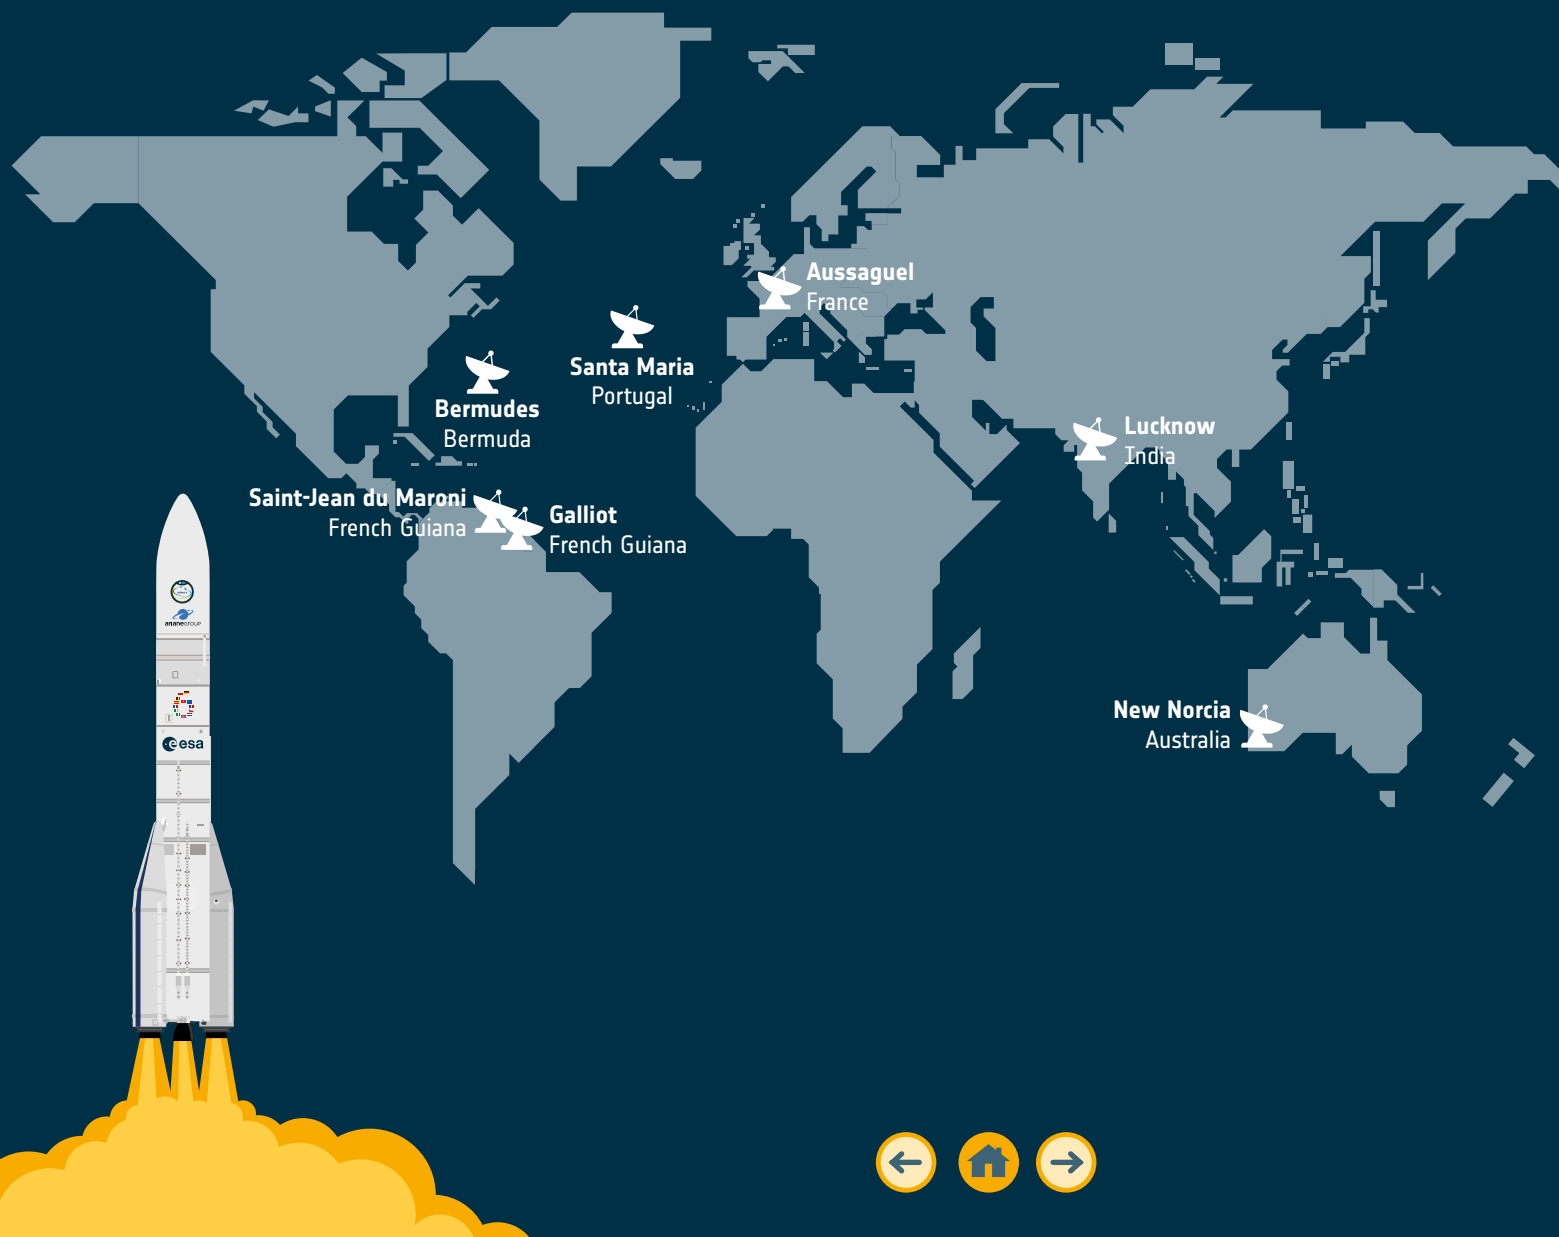 Aussaguel
France
Santa Maria
Portugal
Bermudes
Bermuda
Lucknow
India
Saint-Jean du Maroni
French Guiana
Galliot
French Guiana
New Norcia
Australia
arianeGROUP
esa